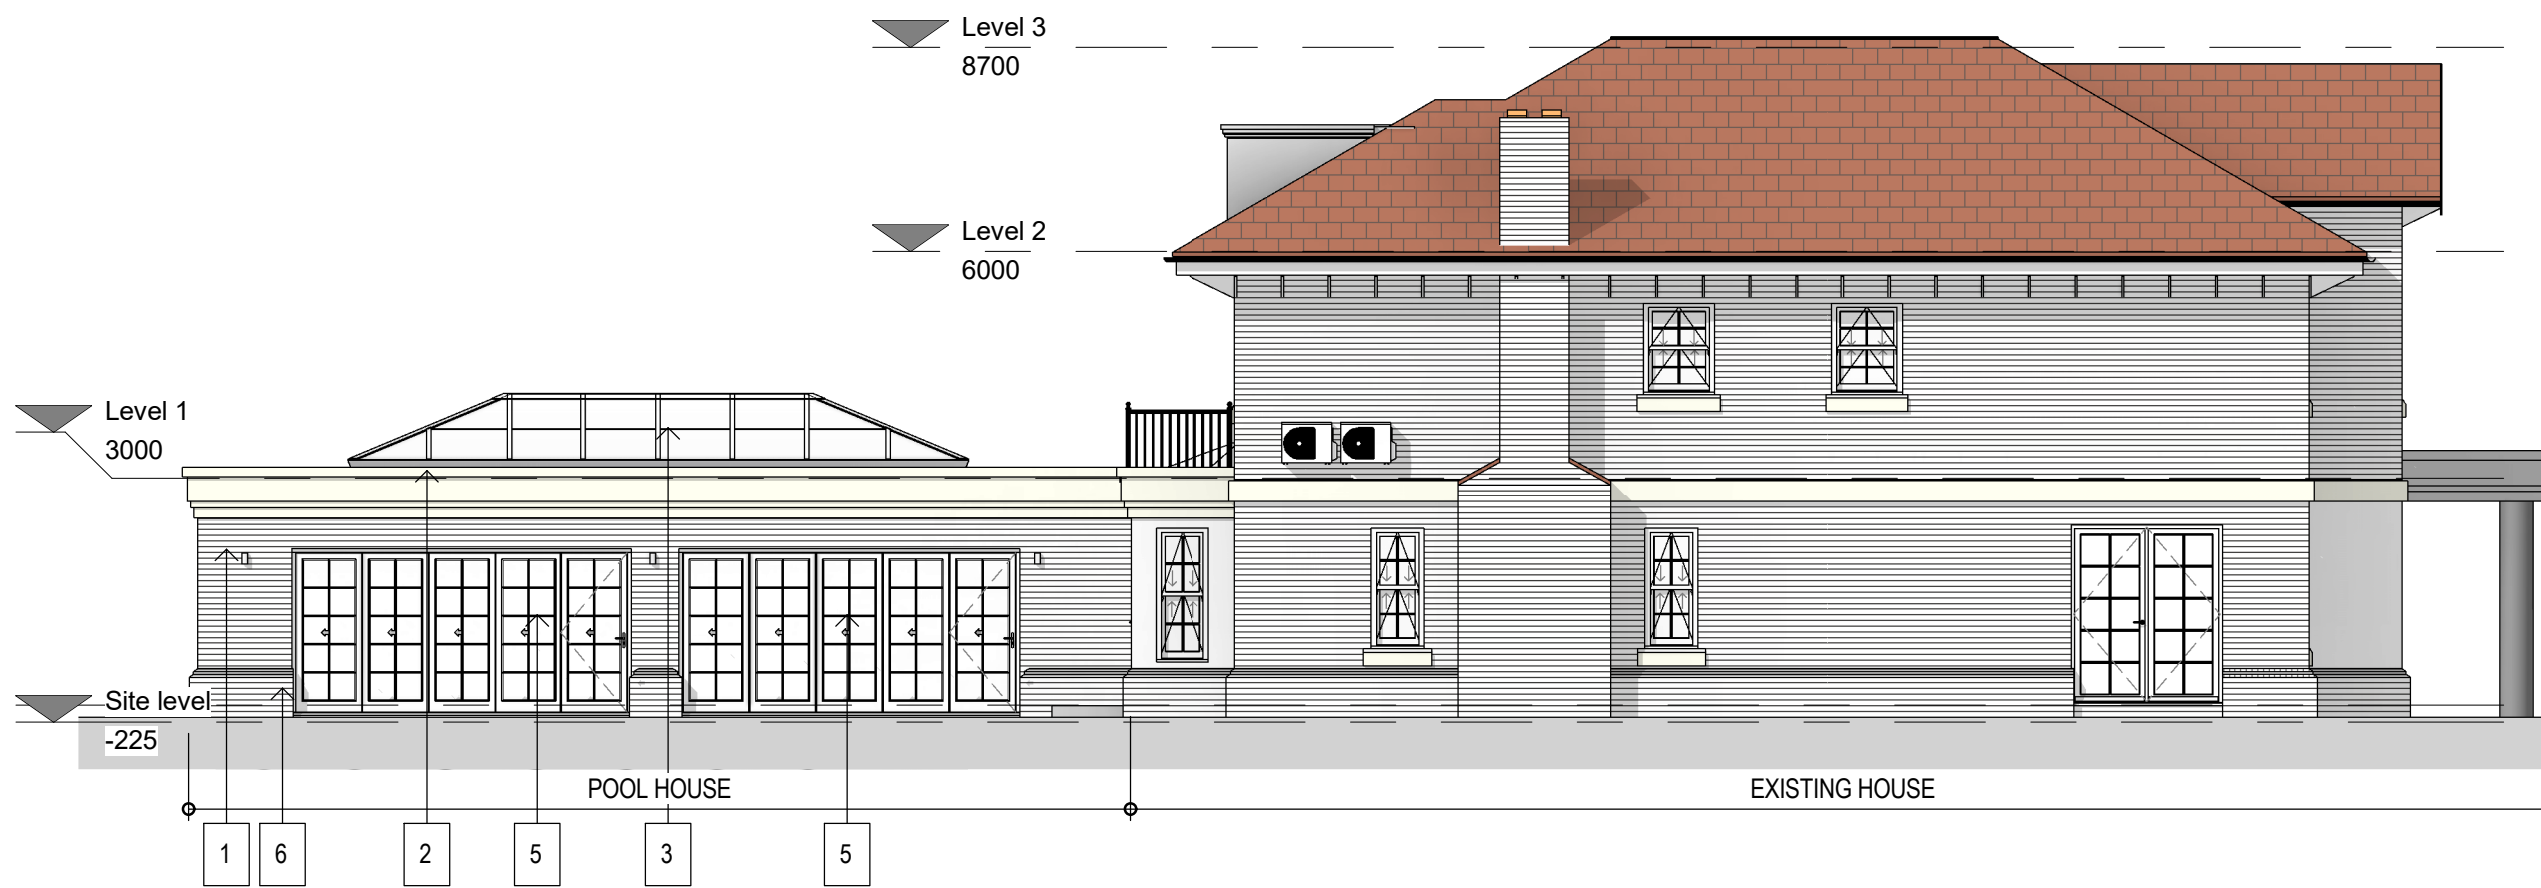 Level 3
8700
Level 2
6000
Level 1
3000
Site level
-225
POOL HOUSE
EXISTING HOUSE
1
6
2
5
3
5